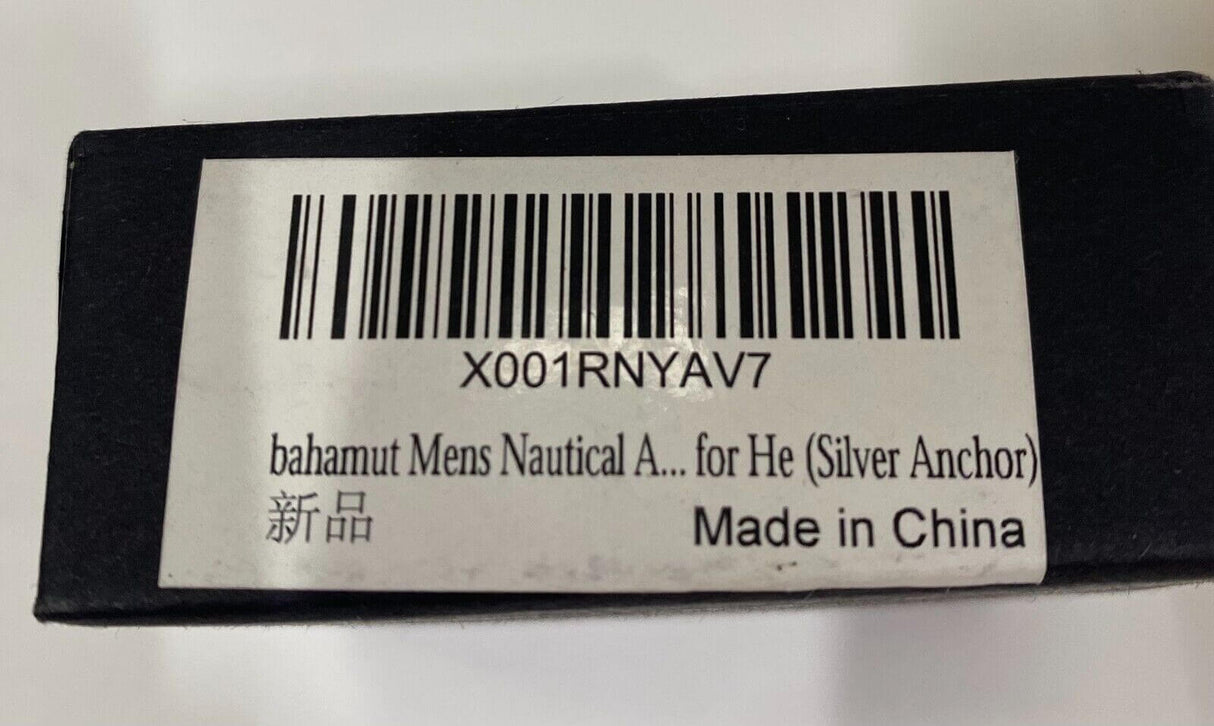 X001RNYAV7
bahamut Mens Nautical A... for He (Silver Anchor)
新品
Made in China